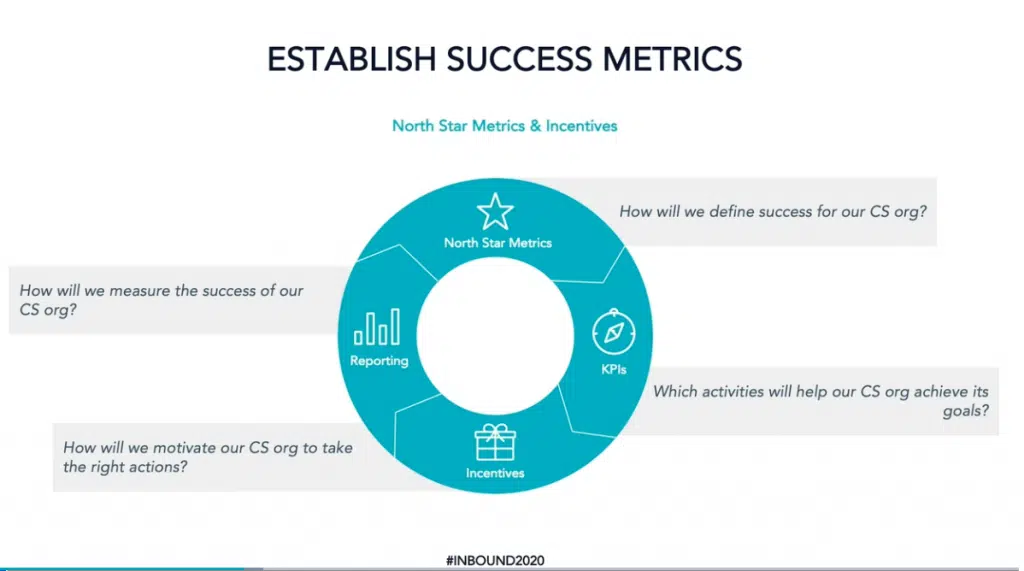 ESTABLISH SUCCESS METRICS
North Star Metrics & Incentives
North Star Metrics
How will we define success for our CS org?
How will we measure the success of our
CS org?
Reporting
KPIs
Which activities will help our CS org achieve its
goals?
How will we motivate our CS org to take
the right actions?
Incentives
#INBOUND2020